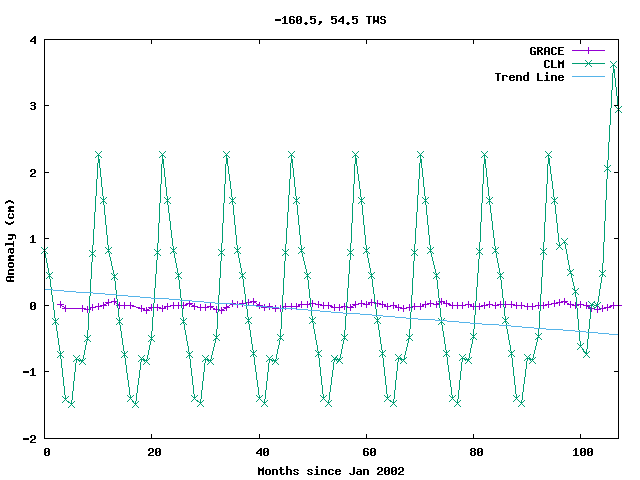 -160.5, 54.5 TWS
GRACE
CLM
Trend Line
4
3
2
1
0
-1
-2
Anomaly (cm)
0 20 40 60 80 100
Months since Jan 2002